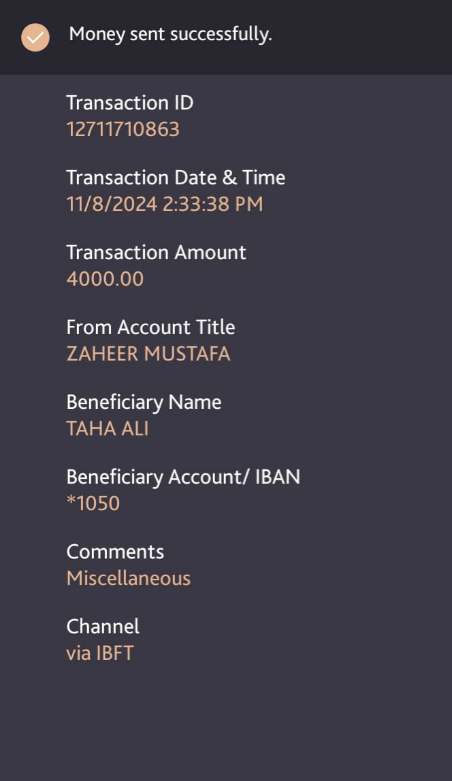 Money sent successfully.
Transaction ID
12711710863
Transaction Date & Time
11/8/2024 2:33:38 PM
Transaction Amount
4000.00
From Account Title
ZAHEER MUSTAFA
Beneficiary Name
TAHA ALI
Beneficiary Account/ IBAN
*1050
Comments
Miscellaneous
Channel
via IBFT